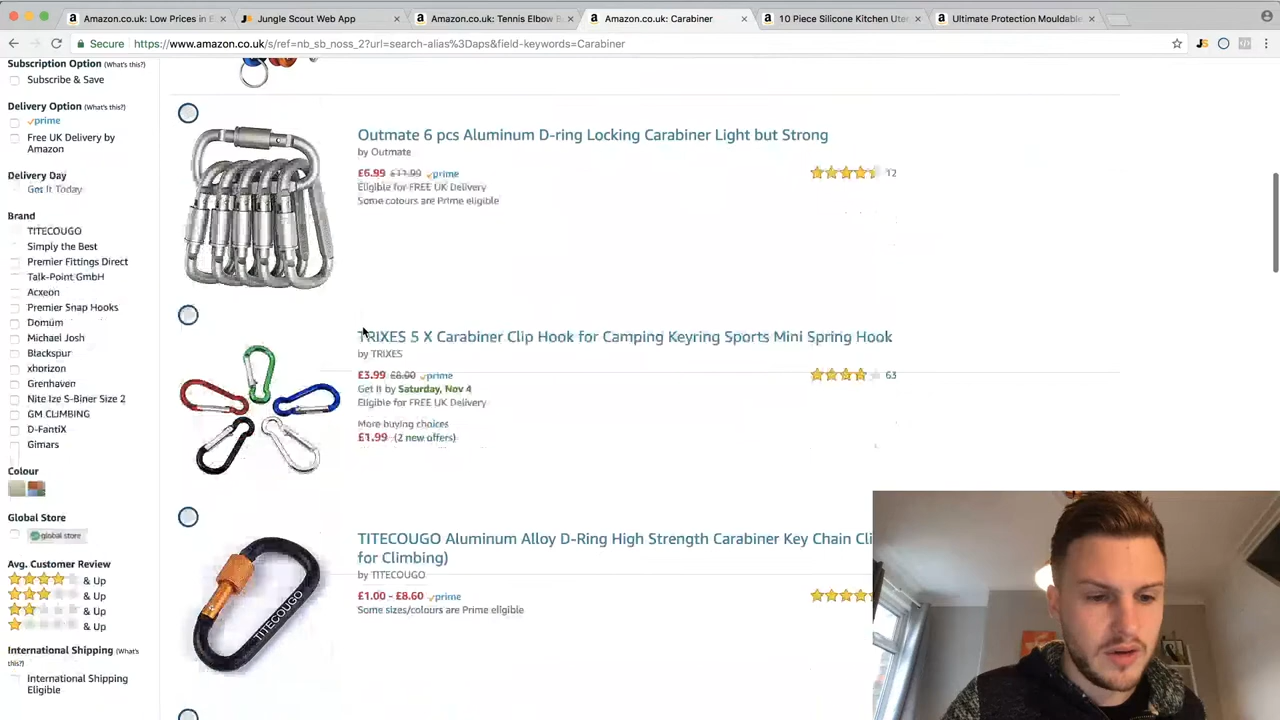 Amazon.co.uk: Low Prices in E
Jungle Scout Web App
Amazon.co.uk: Tennis Elbow B
Amazon.co.uk: Carabiner
10 Piece Silicone Kitchen Uter
Ultimate Protection Mouldable
Secure
https://www.amazon.co.uk/s/ref=nb_sb_noss_2?url=search-alias%3Daps&field-keywords=Carabiner
JS
Subscription Option (What's this?)
Subscribe & Save
Delivery Option (What's this?)
prime
Free UK Delivery by
Amazon
Delivery Day
Get It Today
Brand
TITECOUGO
Simply the Best
Premier Fittings Direct
Talk-Point GmbH
Acxeon
Premier Snap Hooks
Domum
Michael Josh
Blackspur
xhorizon
Grenhaven
Nite Ize S-Biner Size 2
GM CLIMBING
D-FantiX
Gimars
Colour
Global Store
global store
Avg. Customer Review
& Up
& Up
& Up
& Up
International Shipping (What's
this?)
International Shipping
Eligible
Outmate 6 pcs Aluminum D-ring Locking Carabiner Light but Strong
by Outmate
£6.99 £11.99 prime
12
Eligible for FREE UK Delivery
Some colours are Prime eligible
TRIXES 5 X Carabiner Clip Hook for Camping Keyring Sports Mini Spring Hook
by TRIXES
£3.99 £8.00 prime
63
Get it by Saturday, Nov 4
Eligible for FREE UK Delivery
More buying choices
£1.99 (2 new offers)
TITECOUGO Aluminum Alloy D-Ring High Strength Carabiner Key Chain Cli
for Climbing)
by TITECOUGO
£1.00 - £8.60 prime
Some sizes/colours are Prime eligible
TITECOUGO